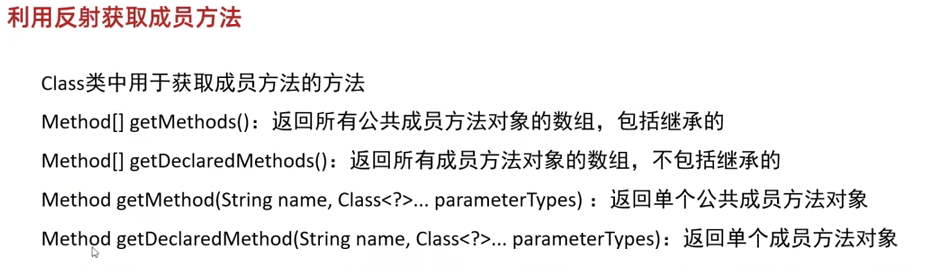 利用反射获取成员方法
Class类中用于获取成员方法的方法
Method[] getMethods()：返回所有公共成员方法对象的数组，包括继承的
Method[] getDeclaredMethods()：返回所有成员方法对象的数组，不包括继承的
Method getMethod(String name, Class<?>... parameterTypes) ：返回单个公共成员方法对象
Method getDeclaredMethod(String name, Class<?>... parameterTypes)：返回单个成员方法对象